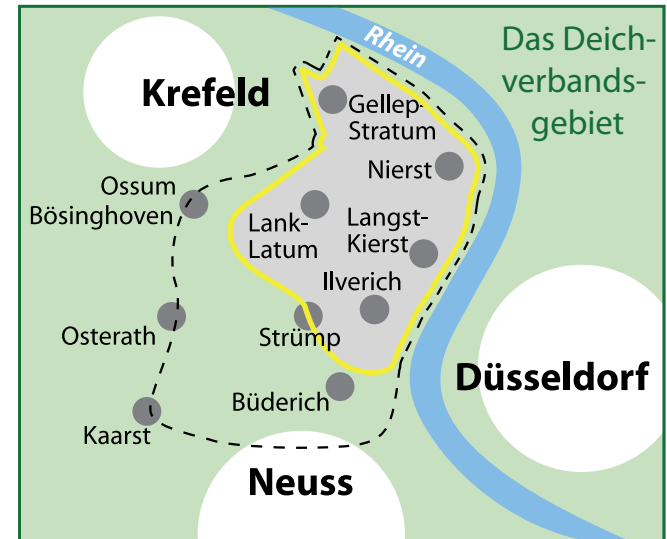 Rhein
Das Deich-
verbands-
gebiet
Krefeld
Gellep-
Stratum
Nierst
Ossum
Bösinghoven
Lank-
Latum
Langst-
Kierst
Ilverich
Osterath
Strümp
Düsseldorf
Büderich
Kaarst
Neuss